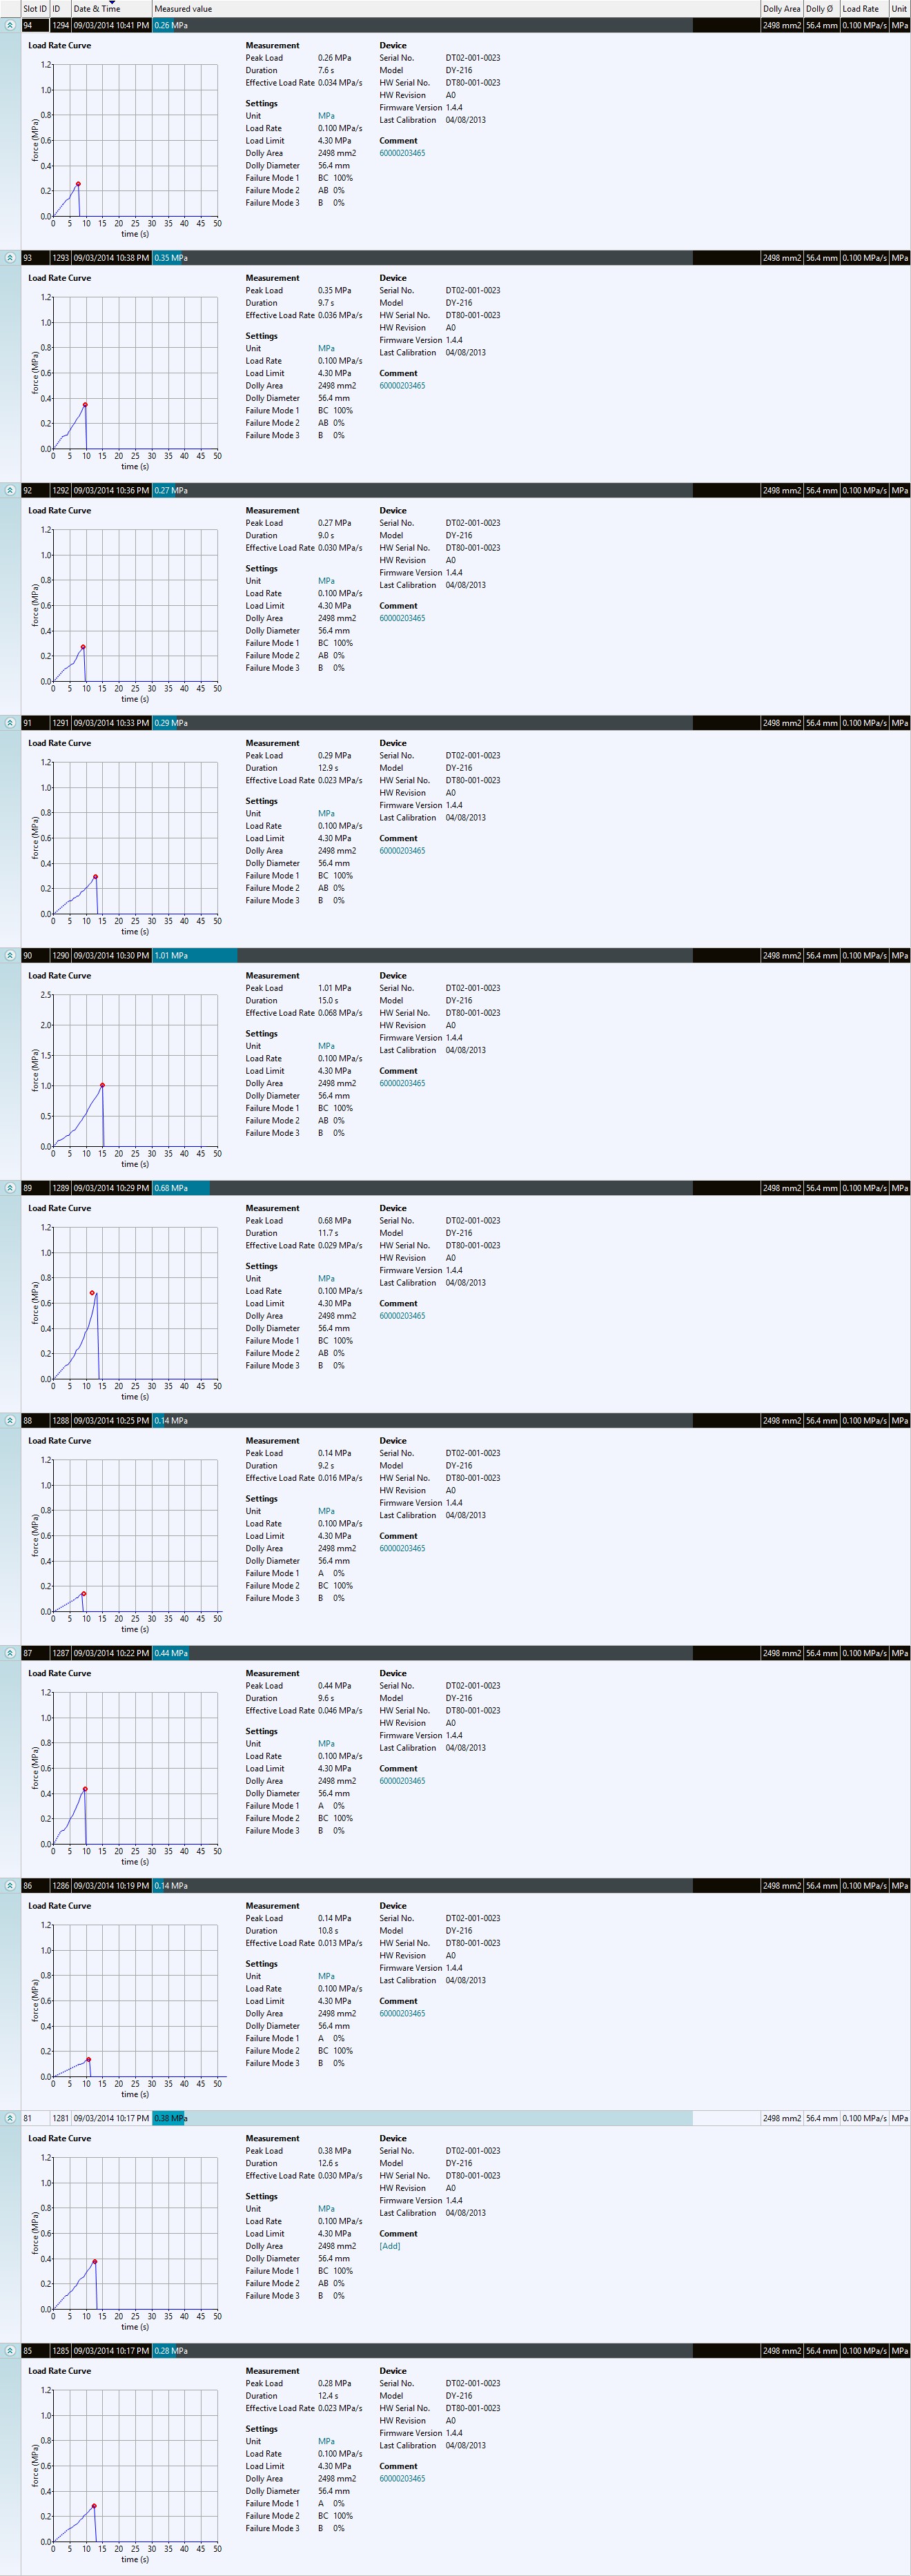 Slot ID ID Date & Time Measured value Dolly Area Dolly Ø Load Rate Unit
94 1294 09/03/2014 10:41 PM 0.26 MPa 2498 mm2 56.4 mm 0.100 MPa/s MPa
Load Rate Curve
force (MPa)
1.2
1.0
0.8
0.6
0.4
0.2
0.0
0 5 10 15 20 25 30 35 40 45 50
time (s)
Measurement
Peak Load 0.26 MPa
Duration 7.6 s
Effective Load Rate 0.034 MPa/s
Settings
Unit MPa
Load Rate 0.100 MPa/s
Load Limit 4.30 MPa
Dolly Area 2498 mm2
Dolly Diameter 56.4 mm
Failure Mode 1 BC 100%
Failure Mode 2 AB 0%
Failure Mode 3 B 0%
Device
Serial No. DT02-001-0023
Model DY-216
HW Serial No. DT80-001-0023
HW Revision A0
Firmware Version 1.4.4
Last Calibration 04/08/2013
Comment
60000203465
93 1293 09/03/2014 10:38 PM 0.35 MPa 2498 mm2 56.4 mm 0.100 MPa/s MPa
Load Rate Curve
force (MPa)
1.2
1.0
0.8
0.6
0.4
0.2
0.0
0 5 10 15 20 25 30 35 40 45 50
time (s)
Measurement
Peak Load 0.35 MPa
Duration 9.7 s
Effective Load Rate 0.036 MPa/s
Settings
Unit MPa
Load Rate 0.100 MPa/s
Load Limit 4.30 MPa
Dolly Area 2498 mm2
Dolly Diameter 56.4 mm
Failure Mode 1 BC 100%
Failure Mode 2 AB 0%
Failure Mode 3 B 0%
Device
Serial No. DT02-001-0023
Model DY-216
HW Serial No. DT80-001-0023
HW Revision A0
Firmware Version 1.4.4
Last Calibration 04/08/2013
Comment
60000203465
92 1292 09/03/2014 10:36 PM 0.27 MPa 2498 mm2 56.4 mm 0.100 MPa/s MPa
Load Rate Curve
force (MPa)
1.2
1.0
0.8
0.6
0.4
0.2
0.0
0 5 10 15 20 25 30 35 40 45 50
time (s)
Measurement
Peak Load 0.27 MPa
Duration 9.0 s
Effective Load Rate 0.030 MPa/s
Settings
Unit MPa
Load Rate 0.100 MPa/s
Load Limit 4.30 MPa
Dolly Area 2498 mm2
Dolly Diameter 56.4 mm
Failure Mode 1 BC 100%
Failure Mode 2 AB 0%
Failure Mode 3 B 0%
Device
Serial No. DT02-001-0023
Model DY-216
HW Serial No. DT80-001-0023
HW Revision A0
Firmware Version 1.4.4
Last Calibration 04/08/2013
Comment
60000203465
91 1291 09/03/2014 10:33 PM 0.29 MPa 2498 mm2 56.4 mm 0.100 MPa/s MPa
Load Rate Curve
force (MPa)
1.2
1.0
0.8
0.6
0.4
0.2
0.0
0 5 10 15 20 25 30 35 40 45 50
time (s)
Measurement
Peak Load 0.29 MPa
Duration 12.9 s
Effective Load Rate 0.023 MPa/s
Settings
Unit MPa
Load Rate 0.100 MPa/s
Load Limit 4.30 MPa
Dolly Area 2498 mm2
Dolly Diameter 56.4 mm
Failure Mode 1 BC 100%
Failure Mode 2 AB 0%
Failure Mode 3 B 0%
Device
Serial No. DT02-001-0023
Model DY-216
HW Serial No. DT80-001-0023
HW Revision A0
Firmware Version 1.4.4
Last Calibration 04/08/2013
Comment
60000203465
90 1290 09/03/2014 10:30 PM 1.01 MPa 2498 mm2 56.4 mm 0.100 MPa/s MPa
Load Rate Curve
force (MPa)
2.5
2.0
1.5
1.0
0.5
0.0
0 5 10 15 20 25 30 35 40 45 50
time (s)
Measurement
Peak Load 1.01 MPa
Duration 15.0 s
Effective Load Rate 0.068 MPa/s
Settings
Unit MPa
Load Rate 0.100 MPa/s
Load Limit 4.30 MPa
Dolly Area 2498 mm2
Dolly Diameter 56.4 mm
Failure Mode 1 BC 100%
Failure Mode 2 AB 0%
Failure Mode 3 B 0%
Device
Serial No. DT02-001-0023
Model DY-216
HW Serial No. DT80-001-0023
HW Revision A0
Firmware Version 1.4.4
Last Calibration 04/08/2013
Comment
60000203465
89 1289 09/03/2014 10:29 PM 0.68 MPa 2498 mm2 56.4 mm 0.100 MPa/s MPa
Load Rate Curve
force (MPa)
1.2
1.0
0.8
0.6
0.4
0.2
0.0
0 5 10 15 20 25 30 35 40 45 50
time (s)
Measurement
Peak Load 0.68 MPa
Duration 11.7 s
Effective Load Rate 0.029 MPa/s
Settings
Unit MPa
Load Rate 0.100 MPa/s
Load Limit 4.30 MPa
Dolly Area 2498 mm2
Dolly Diameter 56.4 mm
Failure Mode 1 BC 100%
Failure Mode 2 AB 0%
Failure Mode 3 B 0%
Device
Serial No. DT02-001-0023
Model DY-216
HW Serial No. DT80-001-0023
HW Revision A0
Firmware Version 1.4.4
Last Calibration 04/08/2013
Comment
60000203465
88 1288 09/03/2014 10:25 PM 0.14 MPa 2498 mm2 56.4 mm 0.100 MPa/s MPa
Load Rate Curve
force (MPa)
1.2
1.0
0.8
0.6
0.4
0.2
0.0
0 5 10 15 20 25 30 35 40 45 50
time (s)
Measurement
Peak Load 0.14 MPa
Duration 9.2 s
Effective Load Rate 0.016 MPa/s
Settings
Unit MPa
Load Rate 0.100 MPa/s
Load Limit 4.30 MPa
Dolly Area 2498 mm2
Dolly Diameter 56.4 mm
Failure Mode 1 A 0%
Failure Mode 2 BC 100%
Failure Mode 3 B 0%
Device
Serial No. DT02-001-0023
Model DY-216
HW Serial No. DT80-001-0023
HW Revision A0
Firmware Version 1.4.4
Last Calibration 04/08/2013
Comment
60000203465
87 1287 09/03/2014 10:22 PM 0.44 MPa 2498 mm2 56.4 mm 0.100 MPa/s MPa
Load Rate Curve
force (MPa)
1.2
1.0
0.8
0.6
0.4
0.2
0.0
0 5 10 15 20 25 30 35 40 45 50
time (s)
Measurement
Peak Load 0.44 MPa
Duration 9.6 s
Effective Load Rate 0.046 MPa/s
Settings
Unit MPa
Load Rate 0.100 MPa/s
Load Limit 4.30 MPa
Dolly Area 2498 mm2
Dolly Diameter 56.4 mm
Failure Mode 1 A 0%
Failure Mode 2 BC 100%
Failure Mode 3 B 0%
Device
Serial No. DT02-001-0023
Model DY-216
HW Serial No. DT80-001-0023
HW Revision A0
Firmware Version 1.4.4
Last Calibration 04/08/2013
Comment
60000203465
86 1286 09/03/2014 10:19 PM 0.14 MPa 2498 mm2 56.4 mm 0.100 MPa/s MPa
Load Rate Curve
force (MPa)
1.2
1.0
0.8
0.6
0.4
0.2
0.0
0 5 10 15 20 25 30 35 40 45 50
time (s)
Measurement
Peak Load 0.14 MPa
Duration 10.8 s
Effective Load Rate 0.013 MPa/s
Settings
Unit MPa
Load Rate 0.100 MPa/s
Load Limit 4.30 MPa
Dolly Area 2498 mm2
Dolly Diameter 56.4 mm
Failure Mode 1 A 0%
Failure Mode 2 BC 100%
Failure Mode 3 B 0%
Device
Serial No. DT02-001-0023
Model DY-216
HW Serial No. DT80-001-0023
HW Revision A0
Firmware Version 1.4.4
Last Calibration 04/08/2013
Comment
60000203465
81 1281 09/03/2014 10:17 PM 0.38 MPa 2498 mm2 56.4 mm 0.100 MPa/s MPa
Load Rate Curve
force (MPa)
1.2
1.0
0.8
0.6
0.4
0.2
0.0
0 5 10 15 20 25 30 35 40 45 50
time (s)
Measurement
Peak Load 0.38 MPa
Duration 12.6 s
Effective Load Rate 0.030 MPa/s
Settings
Unit MPa
Load Rate 0.100 MPa/s
Load Limit 4.30 MPa
Dolly Area 2498 mm2
Dolly Diameter 56.4 mm
Failure Mode 1 BC 100%
Failure Mode 2 AB 0%
Failure Mode 3 B 0%
Device
Serial No. DT02-001-0023
Model DY-216
HW Serial No. DT80-001-0023
HW Revision A0
Firmware Version 1.4.4
Last Calibration 04/08/2013
Comment
[Add]
85 1285 09/03/2014 10:17 PM 0.28 MPa 2498 mm2 56.4 mm 0.100 MPa/s MPa
Load Rate Curve
force (MPa)
1.2
1.0
0.8
0.6
0.4
0.2
0.0
0 5 10 15 20 25 30 35 40 45 50
time (s)
Measurement
Peak Load 0.28 MPa
Duration 12.4 s
Effective Load Rate 0.023 MPa/s
Settings
Unit MPa
Load Rate 0.100 MPa/s
Load Limit 4.30 MPa
Dolly Area 2498 mm2
Dolly Diameter 56.4 mm
Failure Mode 1 A 0%
Failure Mode 2 BC 100%
Failure Mode 3 B 0%
Device
Serial No. DT02-001-0023
Model DY-216
HW Serial No. DT80-001-0023
HW Revision A0
Firmware Version 1.4.4
Last Calibration 04/08/2013
Comment
60000203465